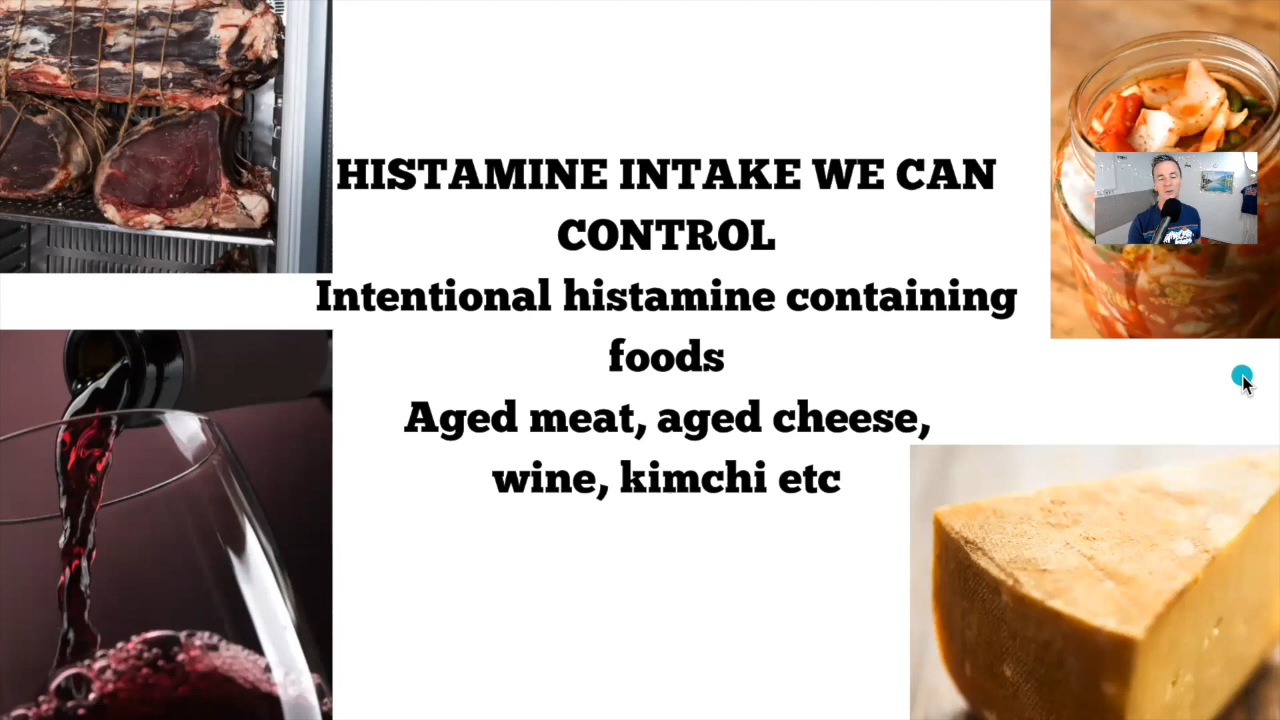 HISTAMINE INTAKE WE CAN
CONTROL
Intentional histamine containing
foods
Aged meat, aged cheese,
wine, kimchi etc